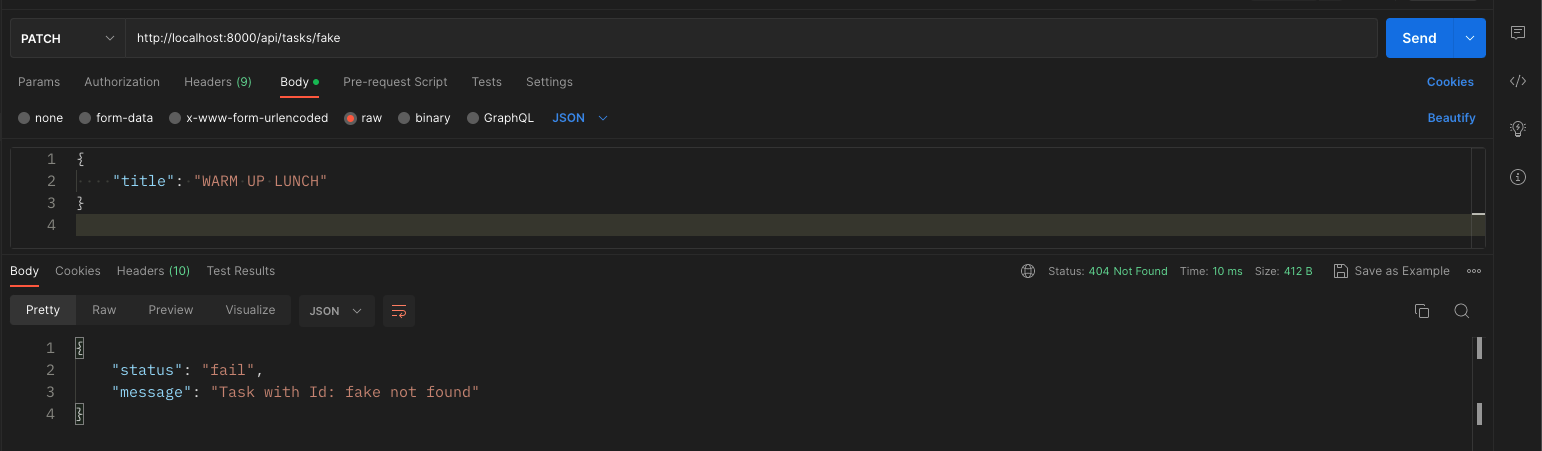 PATCH http://localhost:8000/api/tasks/fake Send
Params Authorization Headers (9) Body Pre-request Script Tests Settings Cookies
none form-data x-www-form-urlencoded raw binary GraphQL JSON Beautify
1 {
2 "title": "WARM UP LUNCH"
3 }
4
Body Cookies Headers (10) Test Results Status: 404 Not Found Time: 10 ms Size: 412 B Save as Example
Pretty Raw Preview Visualize JSON
1 {
2 "status": "fail",
3 "message": "Task with Id: fake not found"
4 }